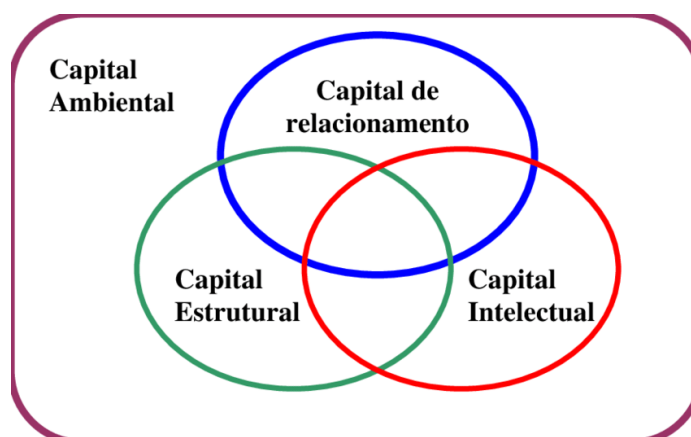 Capital
Ambiental
Capital de
relacionamento
Capital
Estrutural
Capital
Intelectual